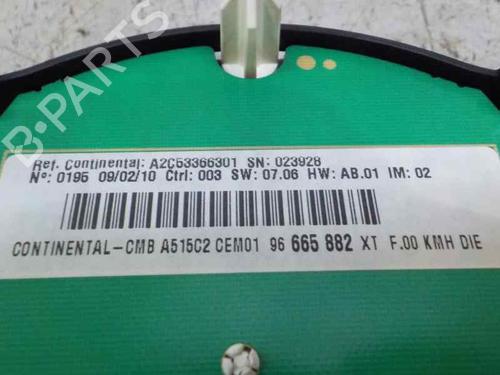 B-PARTS
Ref. Continental: A2C53366301 SN: 023928
Nº: 0195 09/02/10 Ctrl: 003 SW: 07.06 HW: AB.01 IM: 02
CONTINENTAL-CMB A515C2 CEM01 96 665 882 XT F.00 KMH DIE